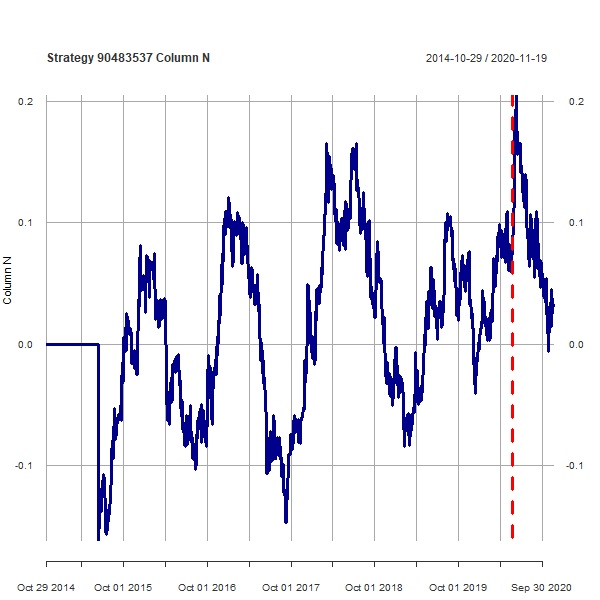 Strategy 90483537 Column N
2014-10-29 / 2020-11-19
0.2
0.2
0.1
0.1
0.0
0.0
-0.1
-0.1
Column N
Oct 29 2014
Oct 01 2015
Oct 01 2016
Oct 01 2017
Oct 01 2018
Oct 01 2019
Sep 30 2020